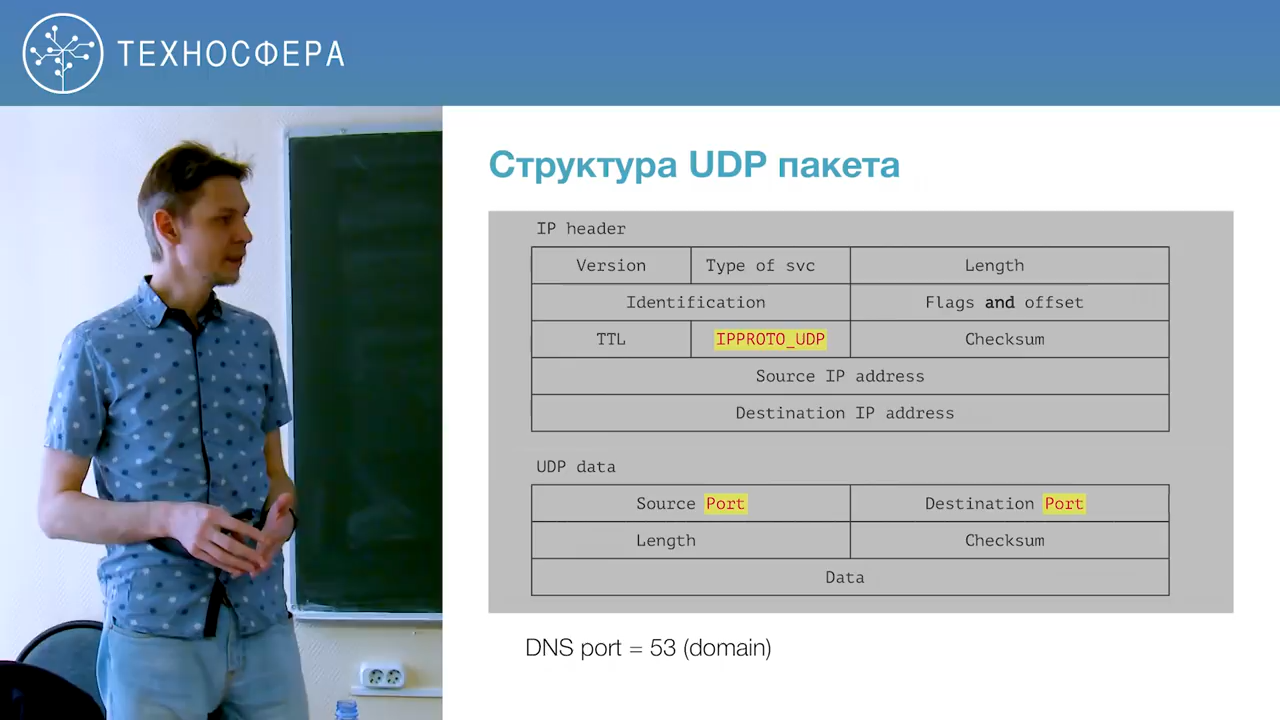 ТЕХНОСФЕРА
Структура UDP пакета
IP header
Version Type of svc Length
Identification Flags and offset
TTL IPPROTO_UDP Checksum
Source IP address
Destination IP address
UDP data
Source Port Destination Port
Length Checksum
Data
DNS port = 53 (domain)